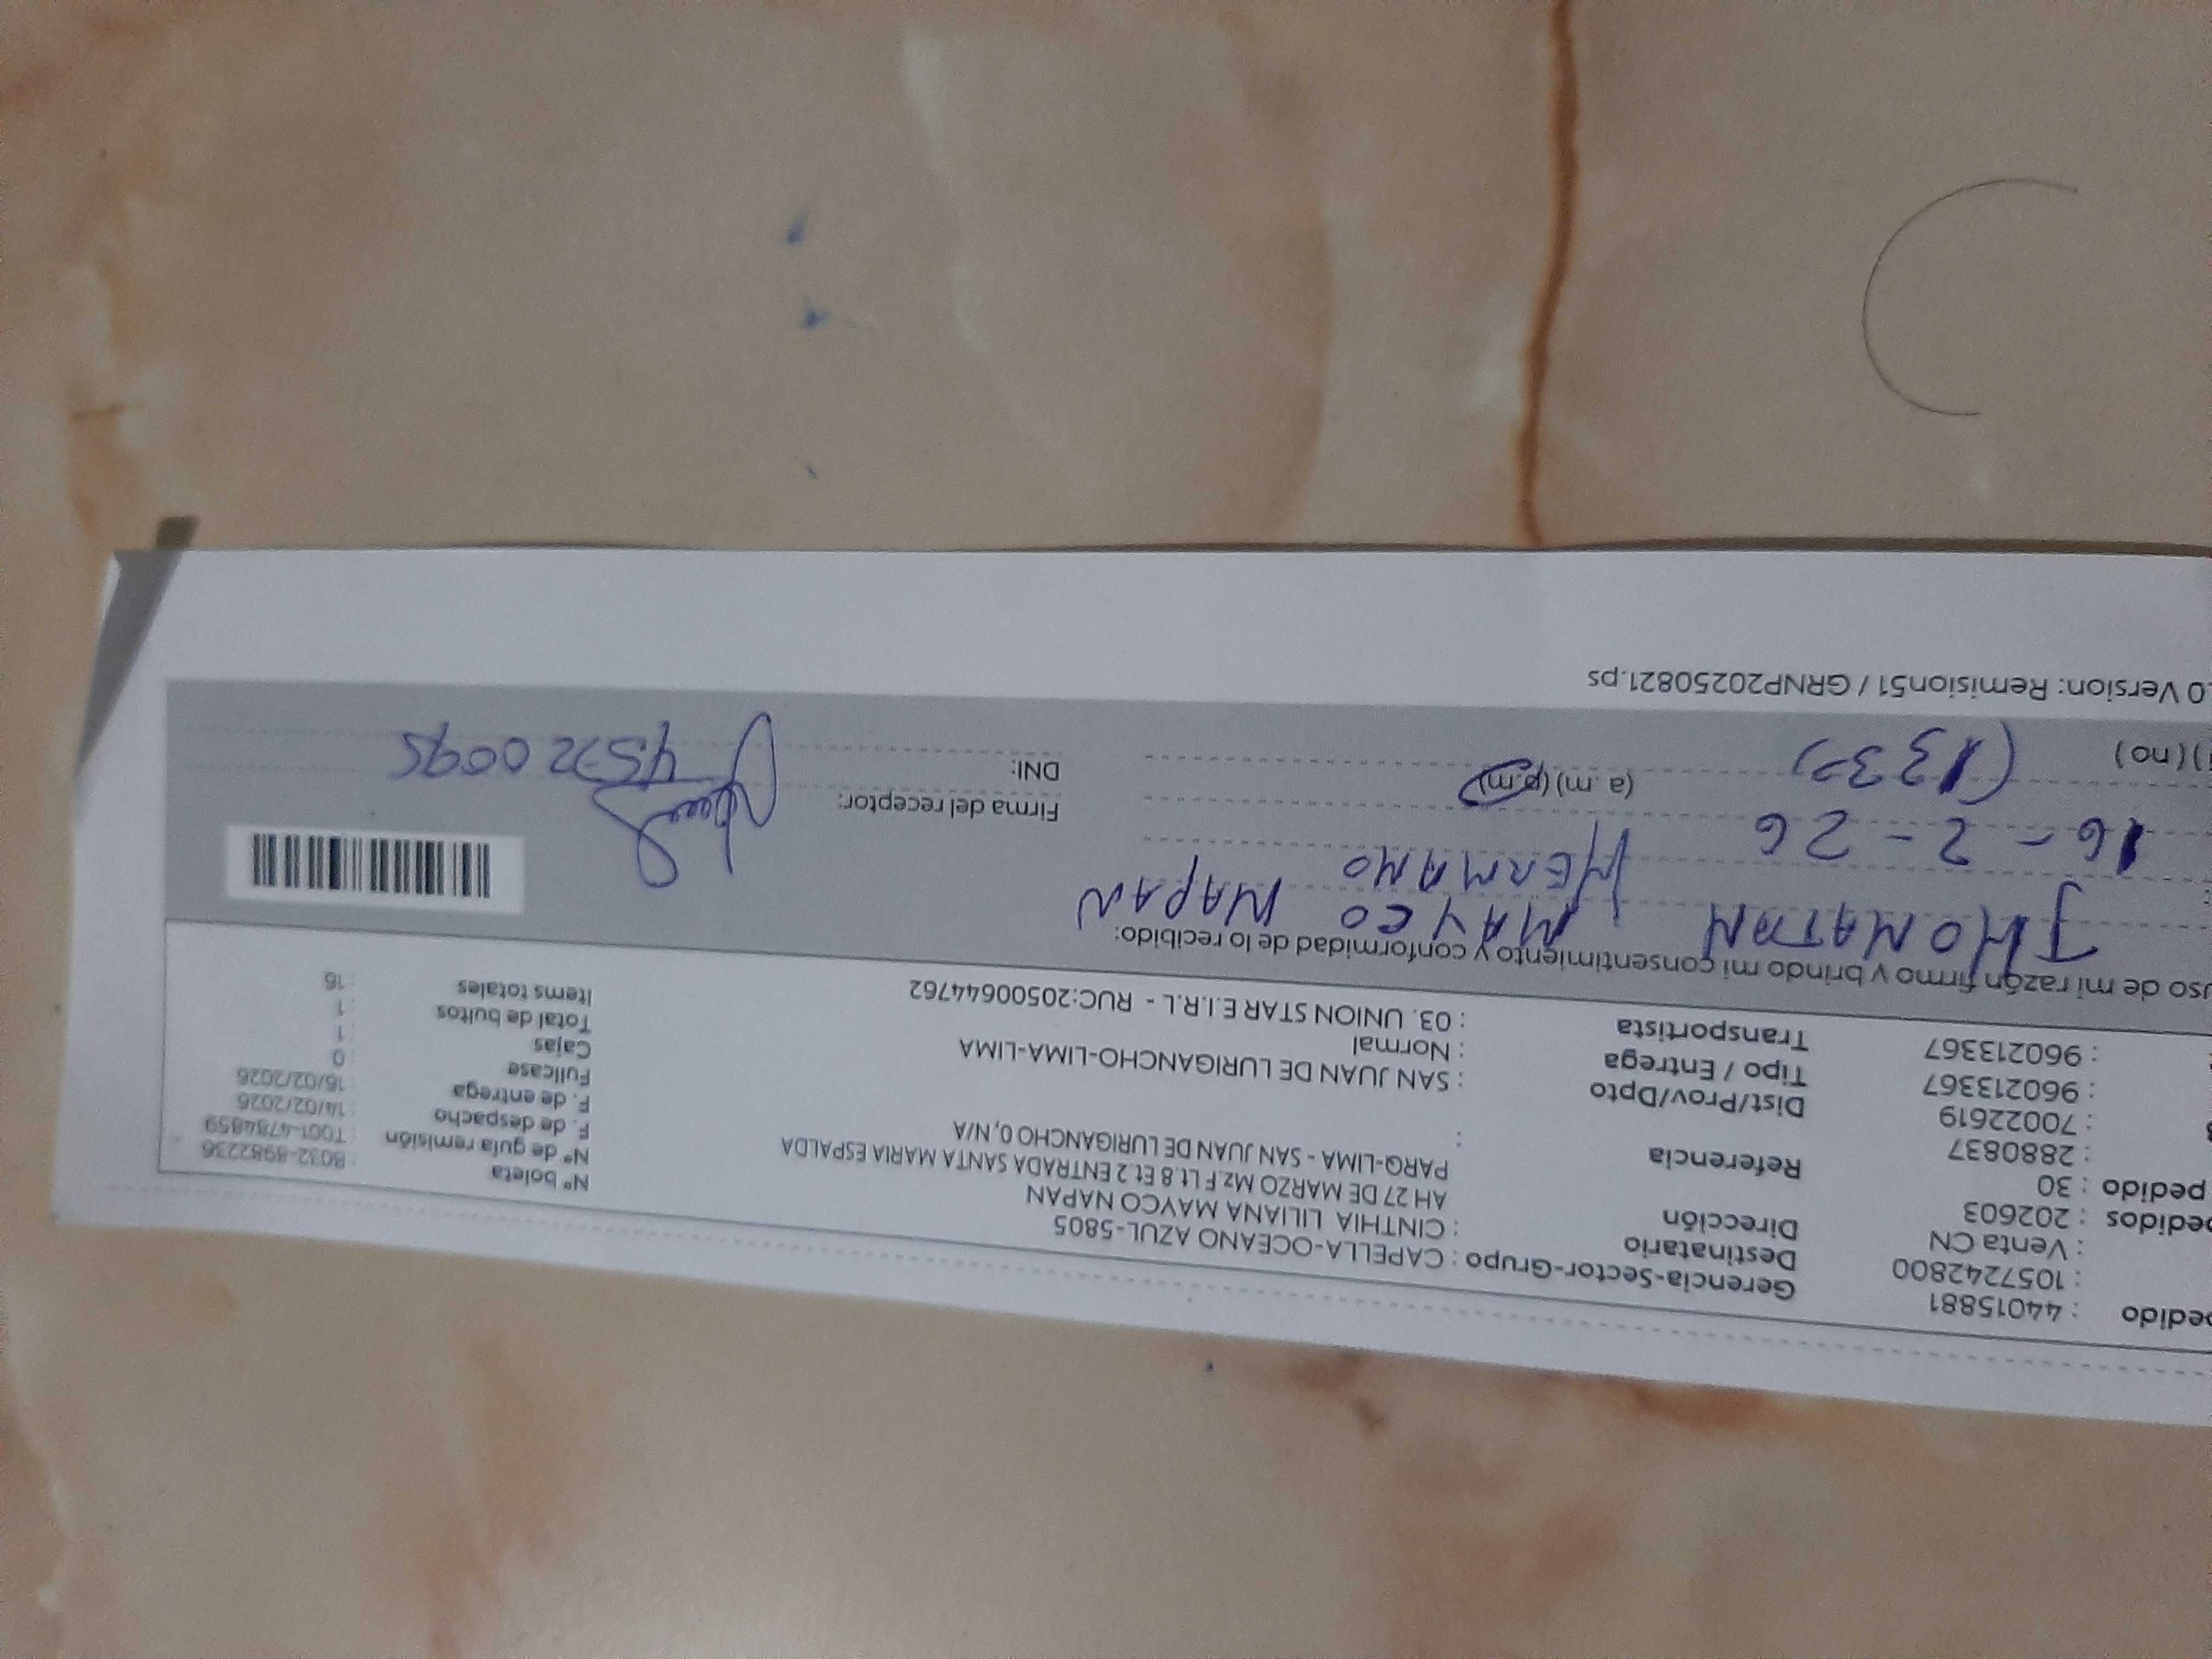 pedido : 44015881 Gerencia-Sector-Grupo : CAPELLA-OCEANO AZUL-5805 Nº boleta : B032-8982236
: 1057242800 Destinatario : CINTHIA LILIANA MAYCO NAPAN Nº de guía remisión : T001-4784859
: Venta CN Dirección AH 27 DE MARZO Mz F Lt 8 Et 2 ENTRADA SANTA MARIA ESPALDA F. de despacho : 14/02/2026
pedidos : 202603 PARQ-LIMA - SAN JUAN DE LURIGANCHO 0, N/A F. de entrega : 16/02/2026
pedido : 30 Referencia : Fullcase : 0
: 2880837 Dist/Prov/Dpto : SAN JUAN DE LURIGANCHO-LIMA-LIMA Cajas : 1
: 70022619 Tipo / Entrega : Normal Total de bultos : 1
: 960213367 Transportista : 03. UNION STAR E.I.R.L - RUC:20500644762 Items totales : 16
: 960213367
uso de mi razón firmo y brindo mi consentimiento y conformidad de lo recibido:
JHONATAN MAYCO NAPAN
HERMANO
16 - 2 - 26 Firma del receptor:
(no) (a. m) (p.m) DNI: 45720095
.0 Version: Remision51 / GRNP20250821.ps